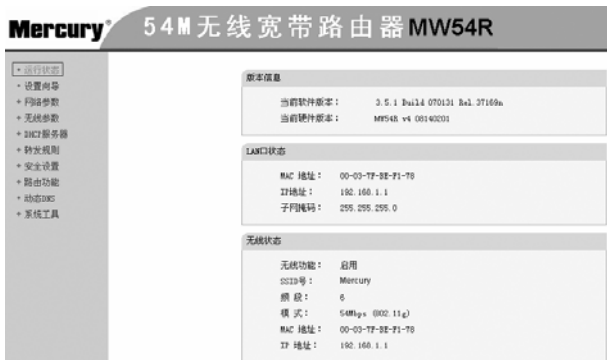 Mercury®
54M无线宽带路由器MW54R
• 运行状态
• 设置向导
+ 网络参数
+ 无线参数
+ DHCP服务器
+ 转发规则
+ 安全设置
+ 路由功能
• 动态DNS
+ 系统工具
版本信息
当前软件版本： 3.5.1 Build 070131 Rel.37169n
当前硬件版本： MW54R v4 08140201
LAN口状态
MAC 地址： 00-03-7F-BE-F1-78
IP地址： 192.168.1.1
子网掩码： 255.255.255.0
无线状态
无线功能： 启用
SSID号： Mercury
频 段： 6
模 式： 54Mbps (802.11g)
MAC 地址： 00-03-7F-BE-F1-78
IP 地址： 192.168.1.1